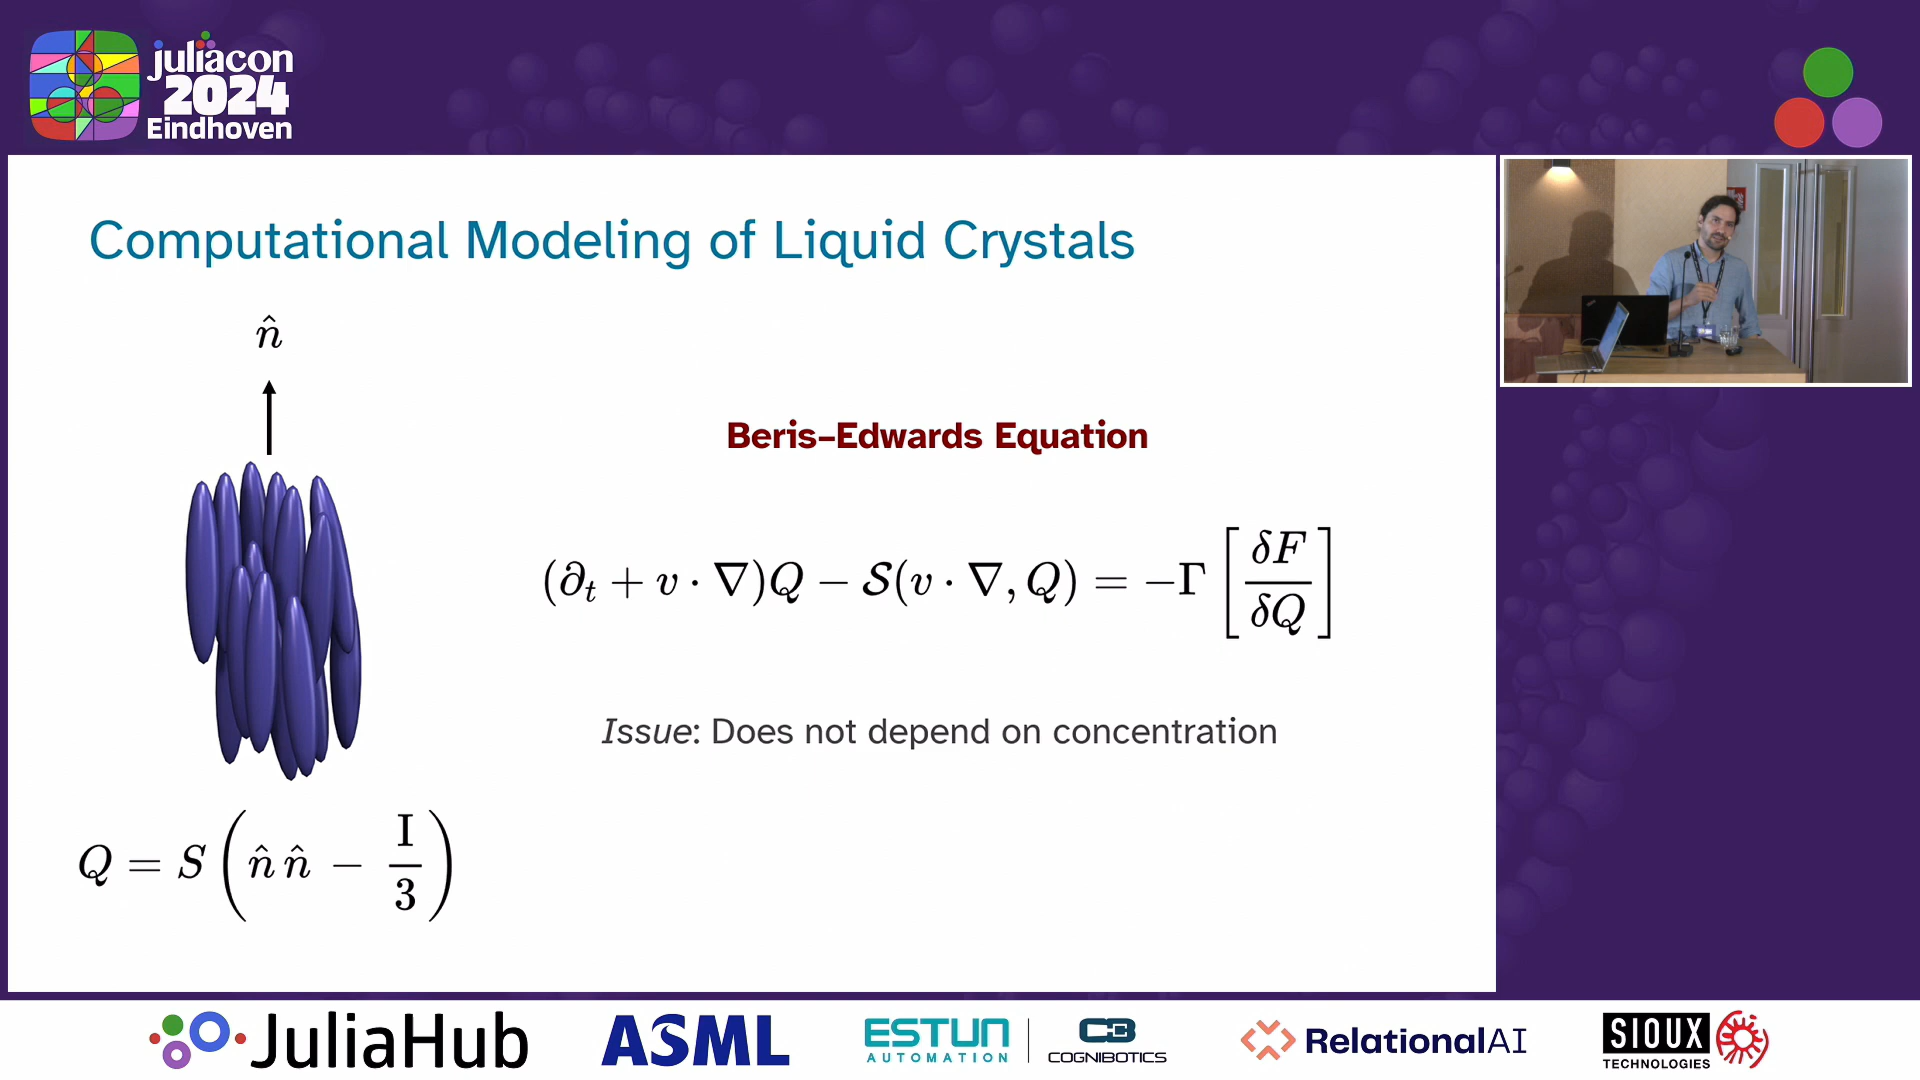 juliacon
2024
Eindhoven
Computational Modeling of Liquid Crystals
n̂
Beris–Edwards Equation
(∂ₜ + v · ∇)Q − 𝒮(v · ∇, Q) = −Γ [δF/δQ]
Issue: Does not depend on concentration
Q = S (n̂ n̂ − I/3)
JuliaHub
ASML
ESTUN
AUTOMATION
COGNIBOTICS
RelationalAI
SIOUX
TECHNOLOGIES